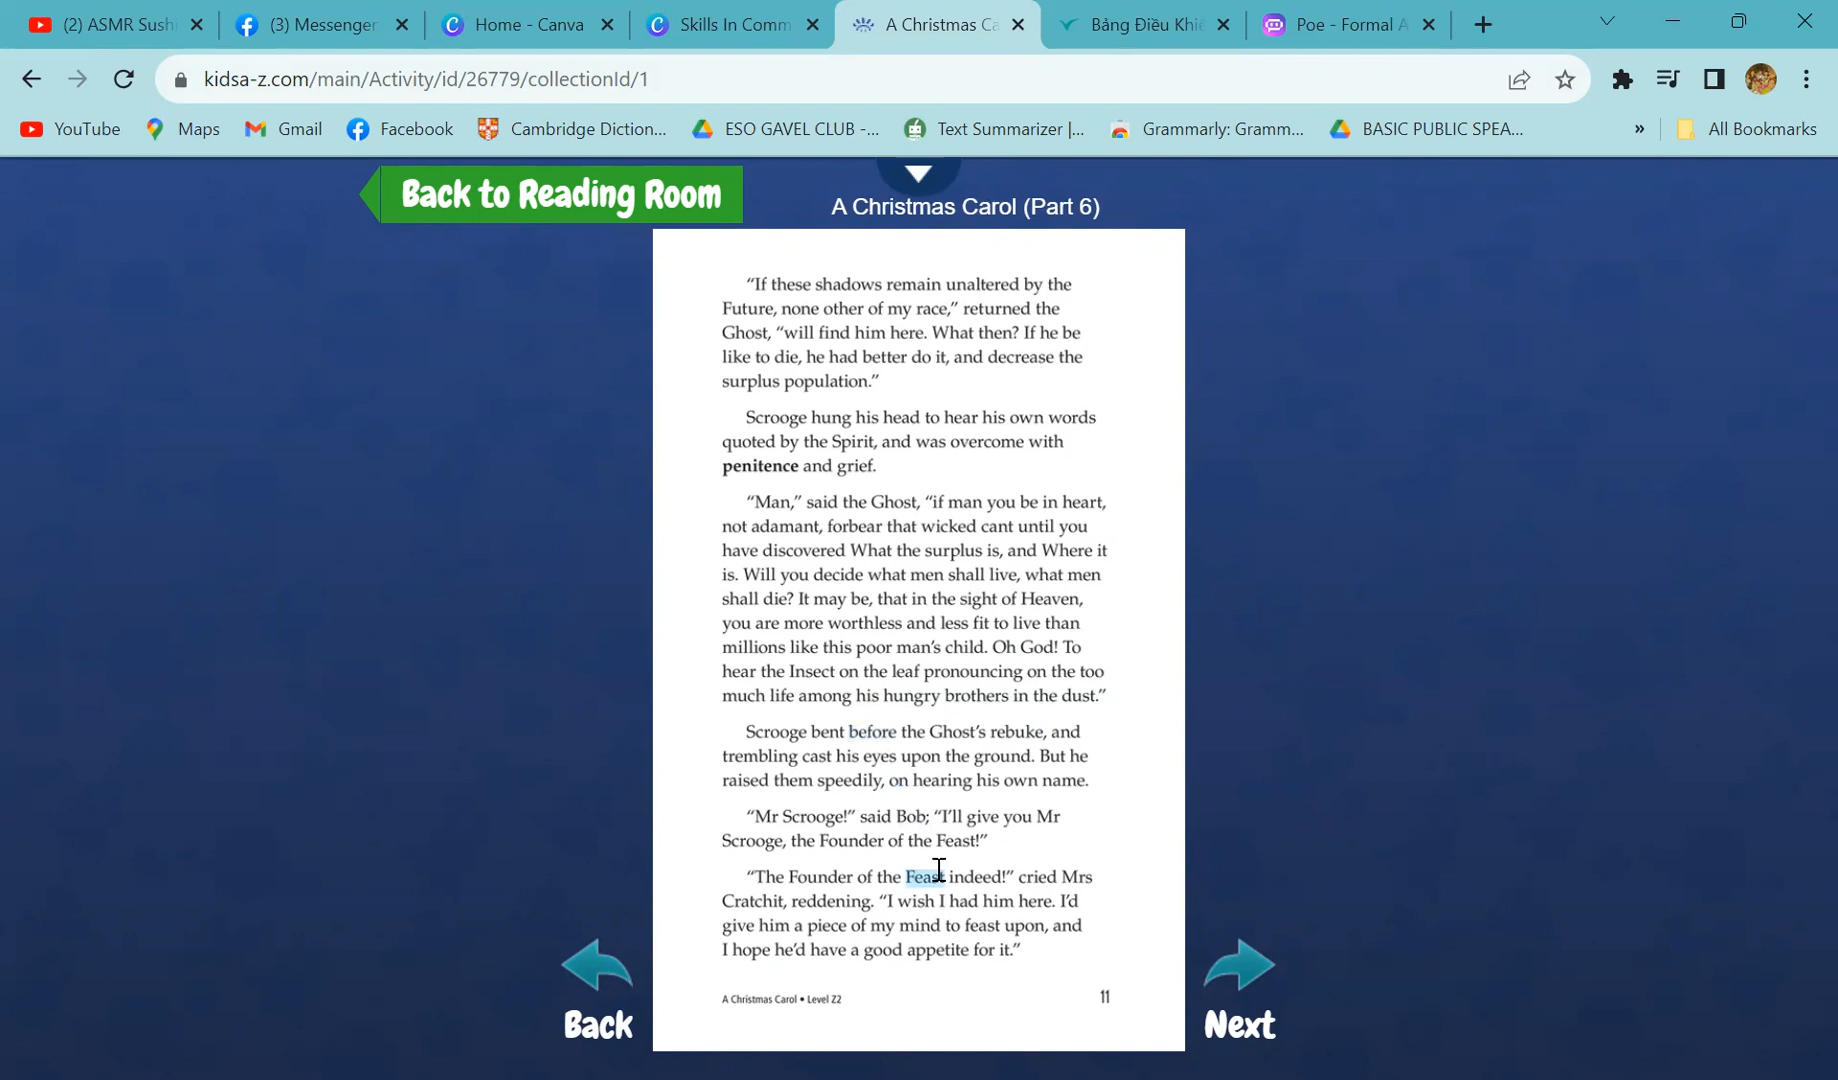 (2) ASMR Sushi
(3) Messenger
Home - Canva
Skills In Comm
A Christmas Ca
Bảng Điều Khiể
Poe - Formal A
kidsa-z.com/main/Activity/id/26779/collectionId/1
YouTube
Maps
Gmail
Facebook
Cambridge Diction...
ESO GAVEL CLUB -...
Text Summarizer |...
Grammarly: Gramm...
BASIC PUBLIC SPEA...
»
All Bookmarks
Back to Reading Room
A Christmas Carol (Part 6)
“If these shadows remain unaltered by the
Future, none other of my race,” returned the
Ghost, “will find him here. What then? If he be
like to die, he had better do it, and decrease the
surplus population.”
Scrooge hung his head to hear his own words
quoted by the Spirit, and was overcome with
penitence and grief.
“Man,” said the Ghost, “if man you be in heart,
not adamant, forbear that wicked cant until you
have discovered What the surplus is, and Where it
is. Will you decide what men shall live, what men
shall die? It may be, that in the sight of Heaven,
you are more worthless and less fit to live than
millions like this poor man’s child. Oh God! To
hear the Insect on the leaf pronouncing on the too
much life among his hungry brothers in the dust.”
Scrooge bent before the Ghost’s rebuke, and
trembling cast his eyes upon the ground. But he
raised them speedily, on hearing his own name.
“Mr Scrooge!” said Bob; “I’ll give you Mr
Scrooge, the Founder of the Feast!”
“The Founder of the Feast indeed!” cried Mrs
Cratchit, reddening. “I wish I had him here. I’d
give him a piece of my mind to feast upon, and
I hope he’d have a good appetite for it.”
A Christmas Carol • Level Z2
11
Back
Next